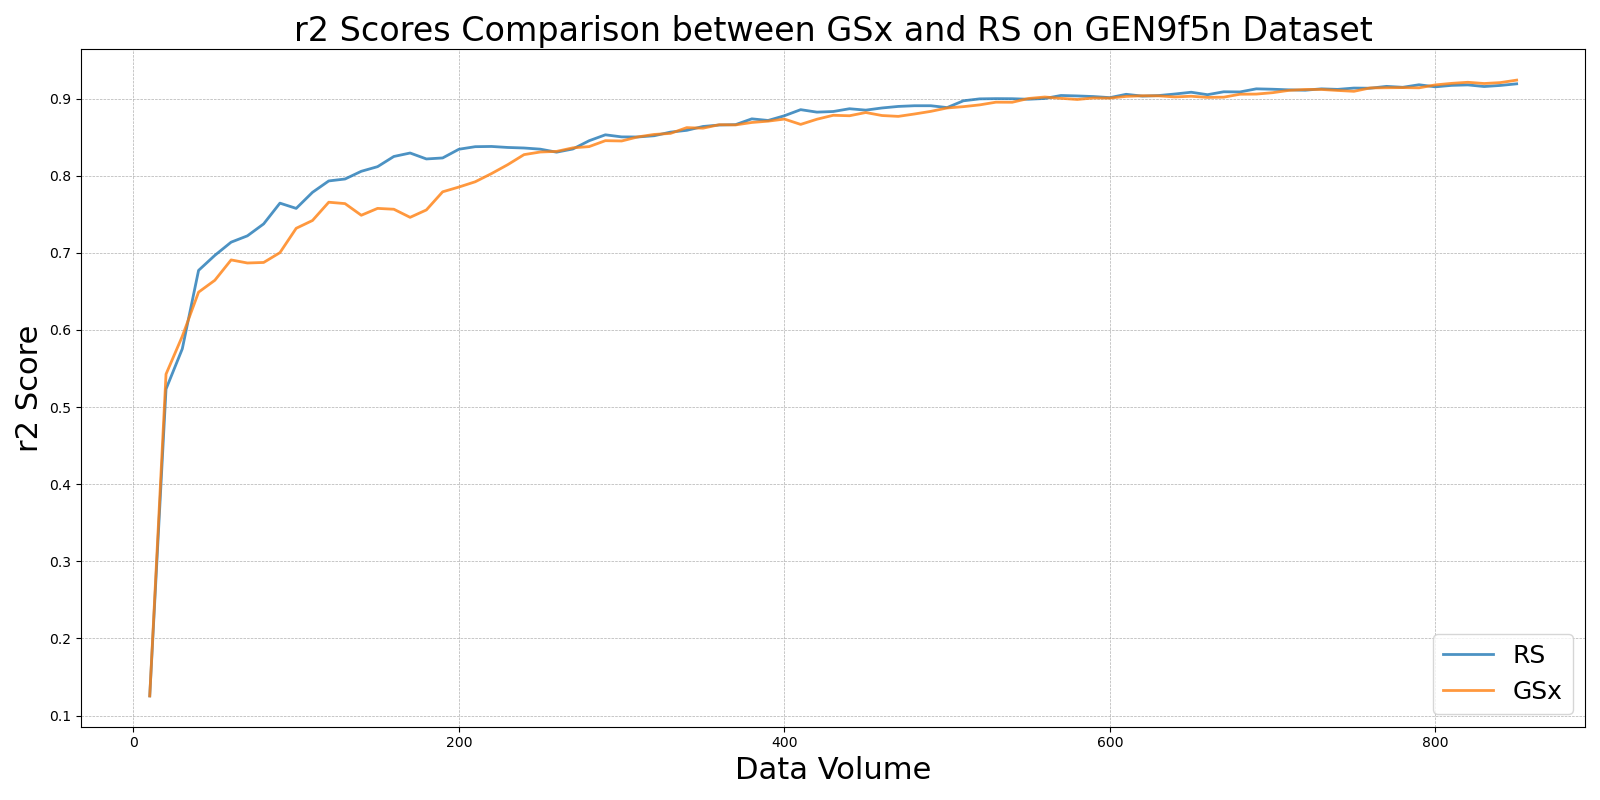 r2 Scores Comparison between GSx and RS on GEN9f5n Dataset
r2 Score
0.9
0.8
0.7
0.6
0.5
0.4
0.3
0.2
0.1
0 200 400 600 800
Data Volume
RS
GSx